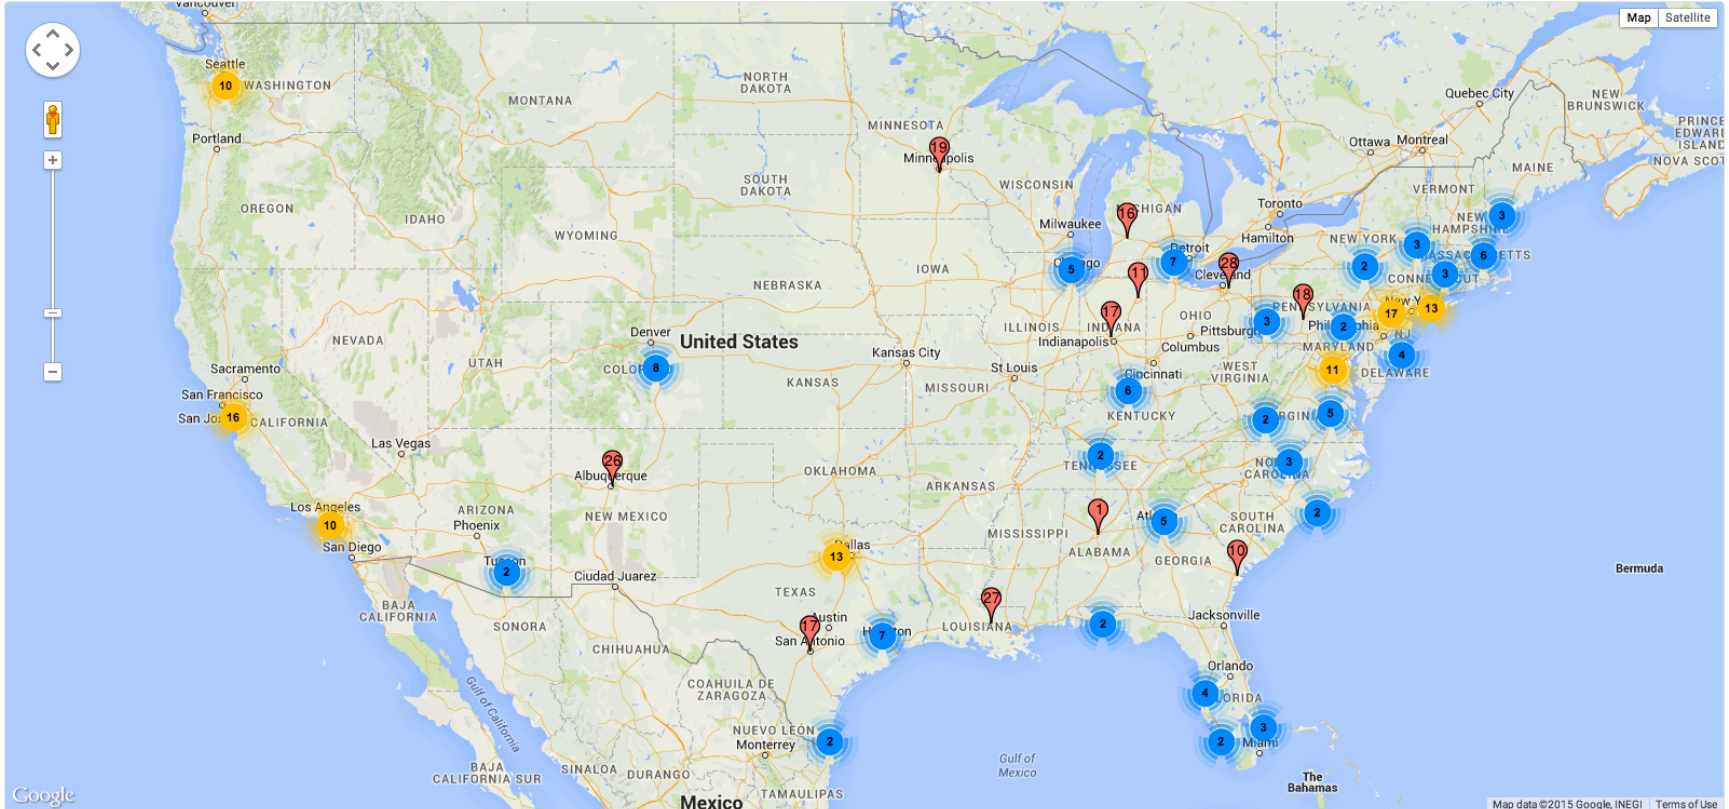 Vancouver
Map
Satellite
Seattle
10
WASHINGTON
NORTH
DAKOTA
MONTANA
Quebec City
NEW
BRUNSWICK
PRINCE
EDWARD
ISLAND
MINNESOTA
Portland
Ottawa
Montreal
19
Minneapolis
NOVA SCOT
MAINE
SOUTH
DAKOTA
WISCONSIN
VERMONT
OREGON
IDAHO
16
MICHIGAN
Toronto
Milwaukee
NEW
HAMPSHIRE
3
WYOMING
Hamilton
NEW YORK
3
Detroit
7
Chicago
5
IOWA
11
28
Cleveland
2
MASSACHUSETTS
6
CONNECTICUT
3
NEBRASKA
18
PENNSYLVANIA
New Y
17
13
17
ILLINOIS
INDIANA
OHIO
Pittsburgh
3
Philadelphia
2
NJ
Denver
United States
NEVADA
Indianapolis
Columbus
MARYLAND
4
Kansas City
UTAH
COLORADO
8
St Louis
Cincinnati
WEST
VIRGINIA
11
DELAWARE
Sacramento
KANSAS
MISSOURI
6
San Francisco
San Jose
16
CALIFORNIA
KENTUCKY
2
VIRGINIA
5
Las Vegas
2
TENNESSEE
26
Albuquerque
OKLAHOMA
NORTH
CAROLINA
3
ARKANSAS
Los Angeles
10
ARIZONA
Phoenix
NEW MEXICO
1
Atlanta
5
SOUTH
CAROLINA
2
MISSISSIPPI
San Diego
Dallas
13
ALABAMA
GEORGIA
10
Tucson
2
Ciudad Juarez
Bermuda
TEXAS
27
BAJA
CALIFORNIA
SONORA
Austin
17
San Antonio
Houston
7
LOUISIANA
2
Jacksonville
CHIHUAHUA
Orlando
COAHUILA DE
ZARAGOZA
4
FLORIDA
Gulf of California
NUEVO LEÓN
Monterrey
2
3
2
Miami
Gulf of
Mexico
BAJA
CALIFORNIA SUR
SINALOA
DURANGO
The
Bahamas
TAMAULIPAS
Google
Mexico
Map data ©2015 Google, INEGI
Terms of Use